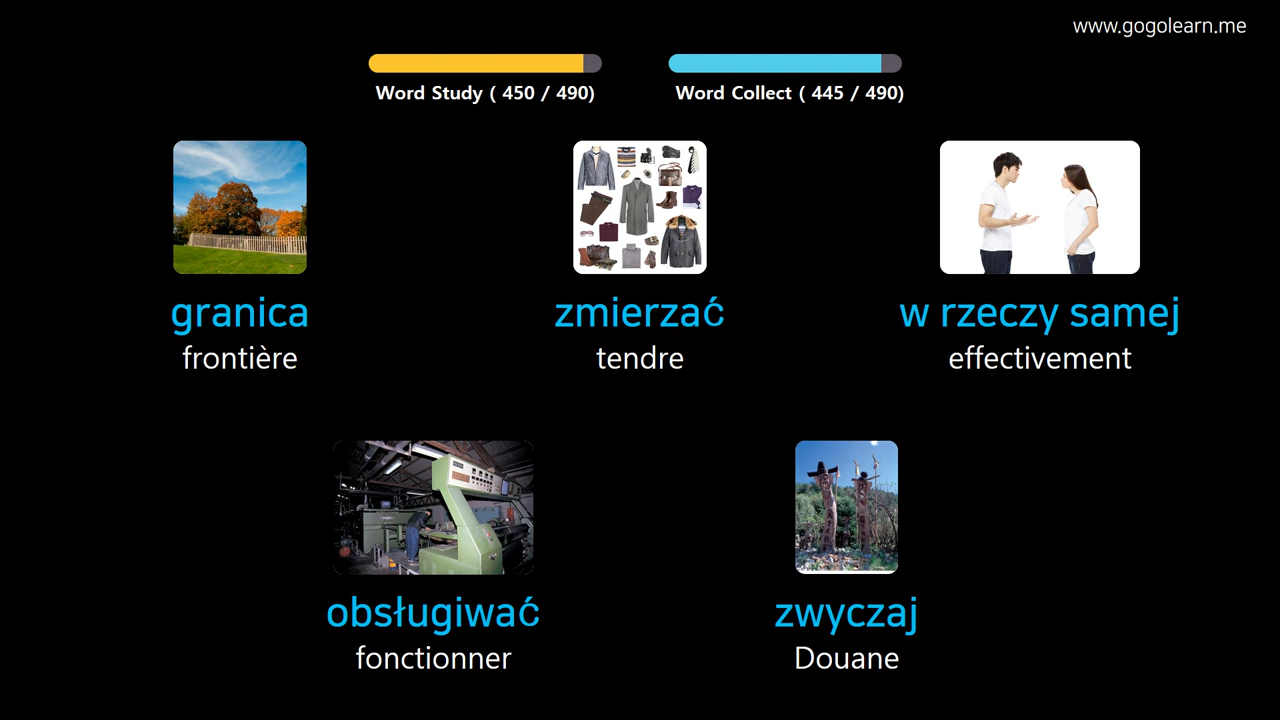 www.gogolearn.me
Word Study ( 450 / 490)
Word Collect ( 445 / 490)
granica
frontière
zmierzać
tendre
w rzeczy samej
effectivement
obsługiwać
fonctionner
zwyczaj
Douane